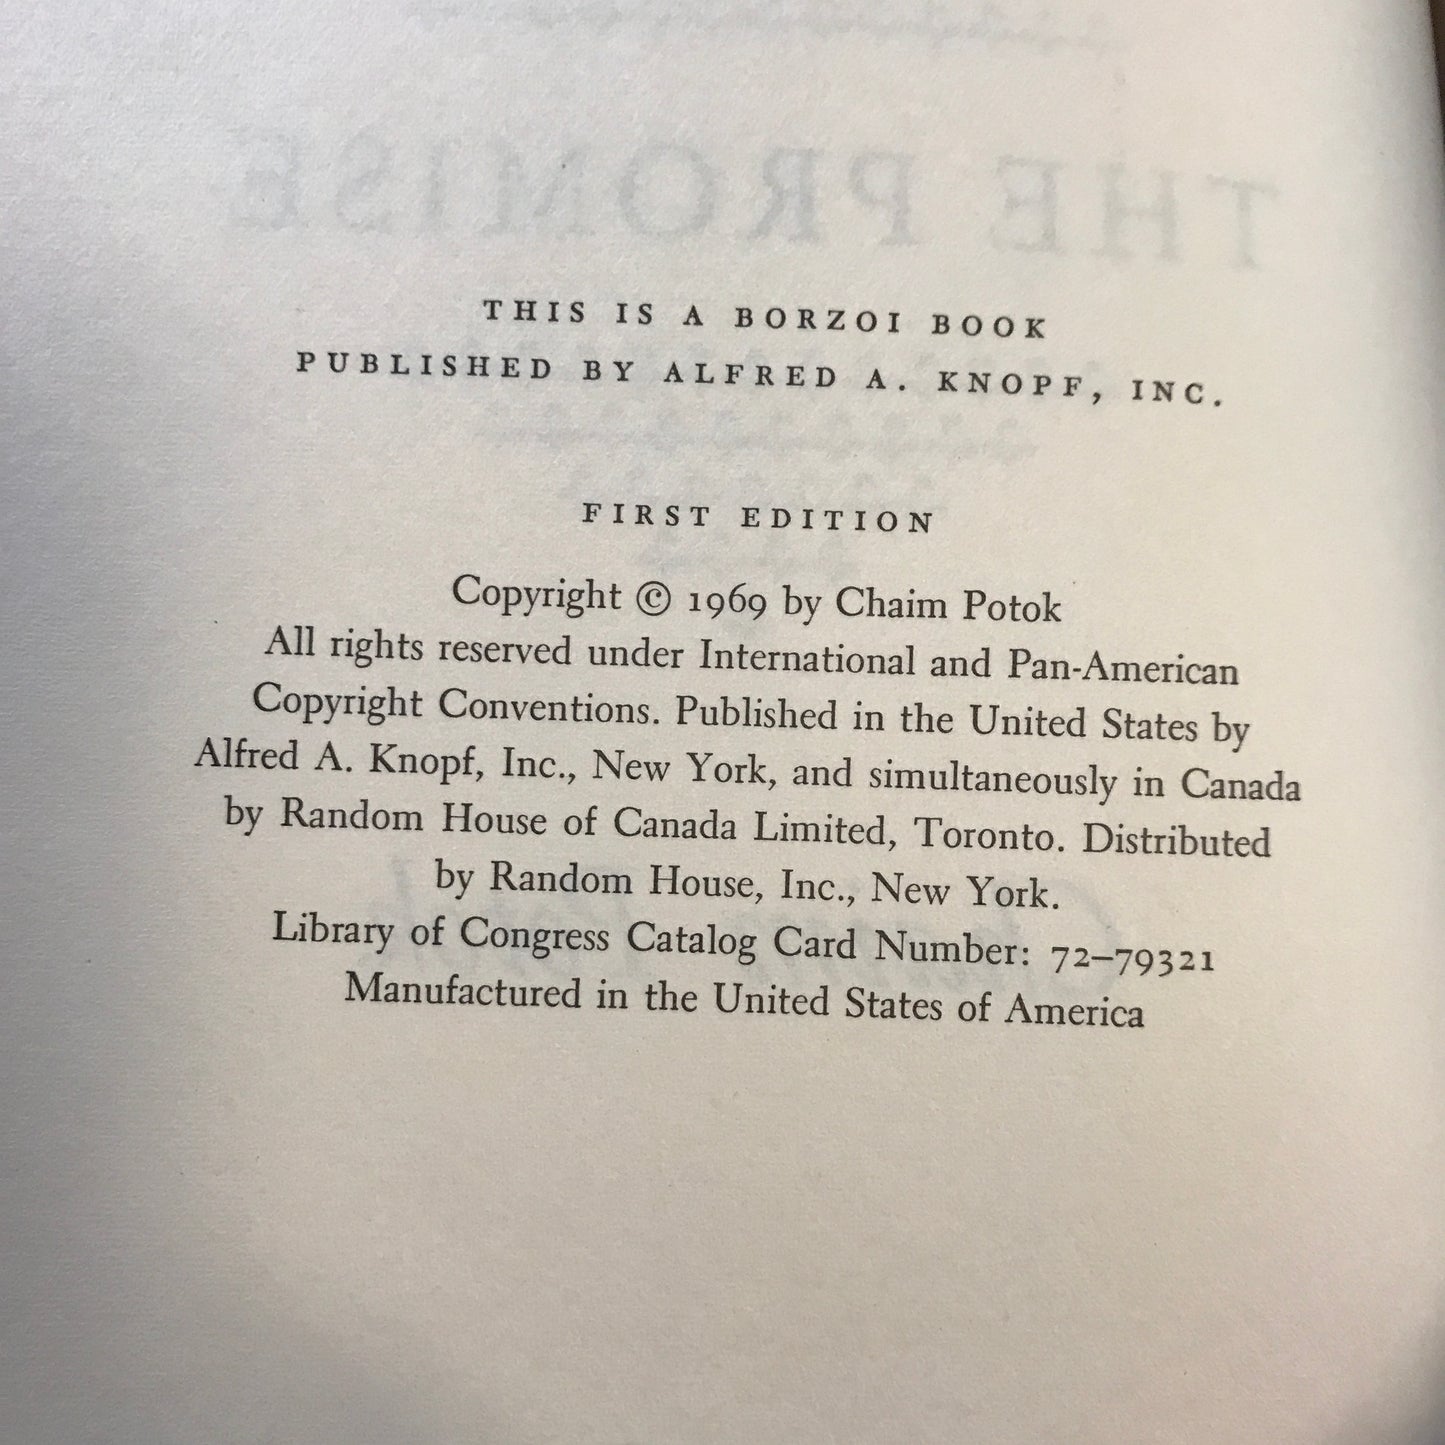 THE PROMISE
THIS IS A BORZOI BOOK
PUBLISHED BY ALFRED A. KNOPF, INC.
FIRST EDITION
Copyright © 1969 by Chaim Potok
All rights reserved under International and Pan-American
Copyright Conventions. Published in the United States by
Alfred A. Knopf, Inc., New York, and simultaneously in Canada
by Random House of Canada Limited, Toronto. Distributed
by Random House, Inc., New York.
Library of Congress Catalog Card Number: 72–79321
Manufactured in the United States of America